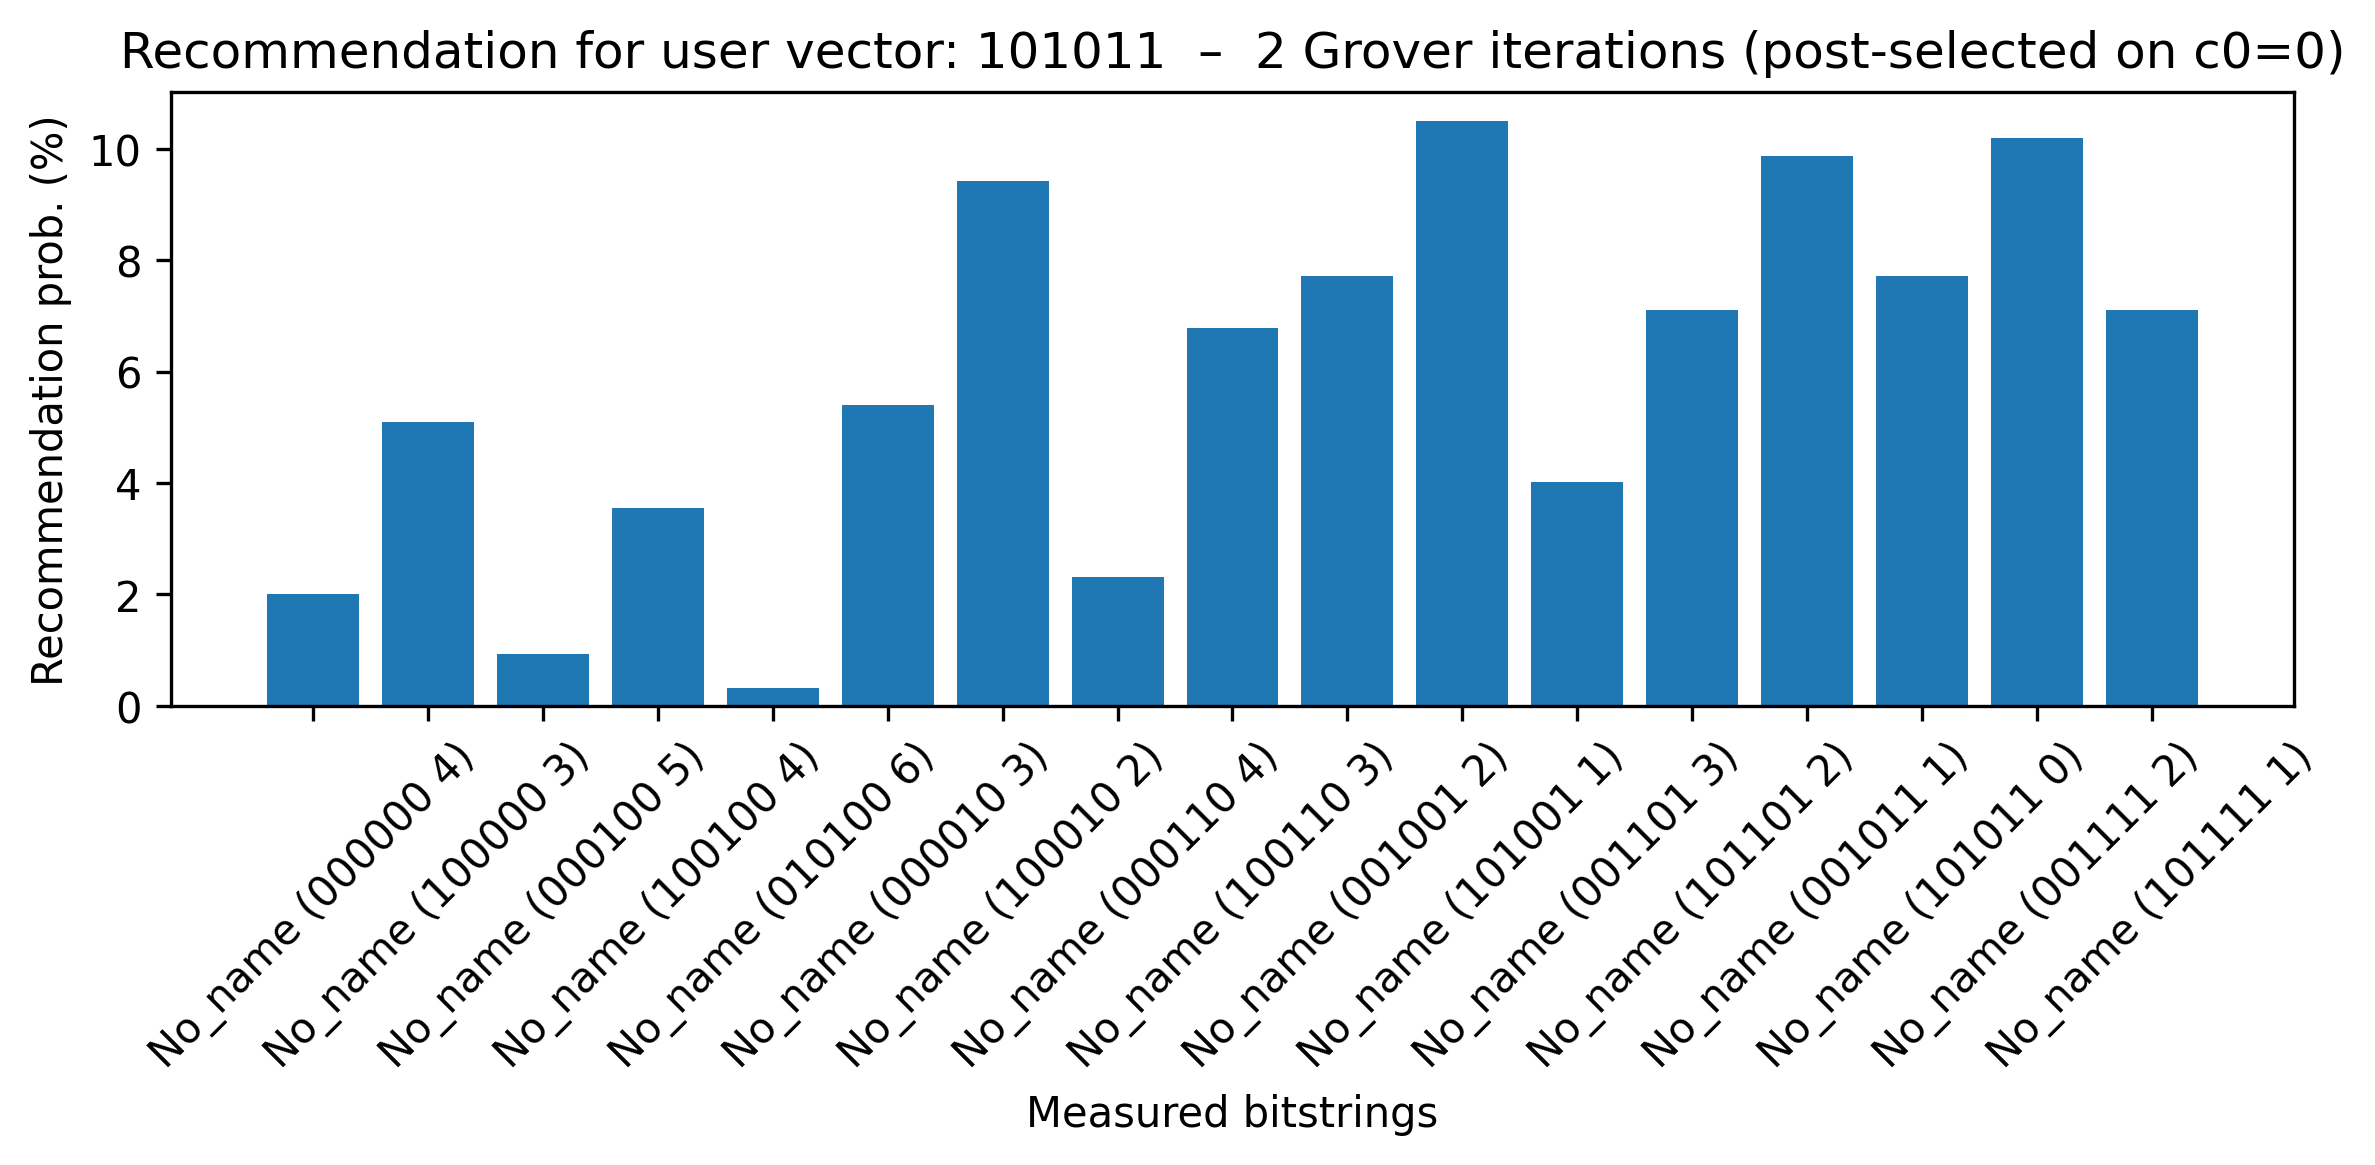 Recommendation for user vector: 101011 – 2 Grover iterations (post-selected on c0=0)
Recommendation prob. (%)
10
8
6
4
2
0
No_name (000000 4)
No_name (100000 3)
No_name (000100 5)
No_name (100100 4)
No_name (010100 6)
No_name (000010 3)
No_name (100010 2)
No_name (000110 4)
No_name (100110 3)
No_name (001001 2)
No_name (101001 1)
No_name (001101 3)
No_name (101101 2)
No_name (001011 1)
No_name (101011 0)
No_name (001111 2)
No_name (101111 1)
Measured bitstrings